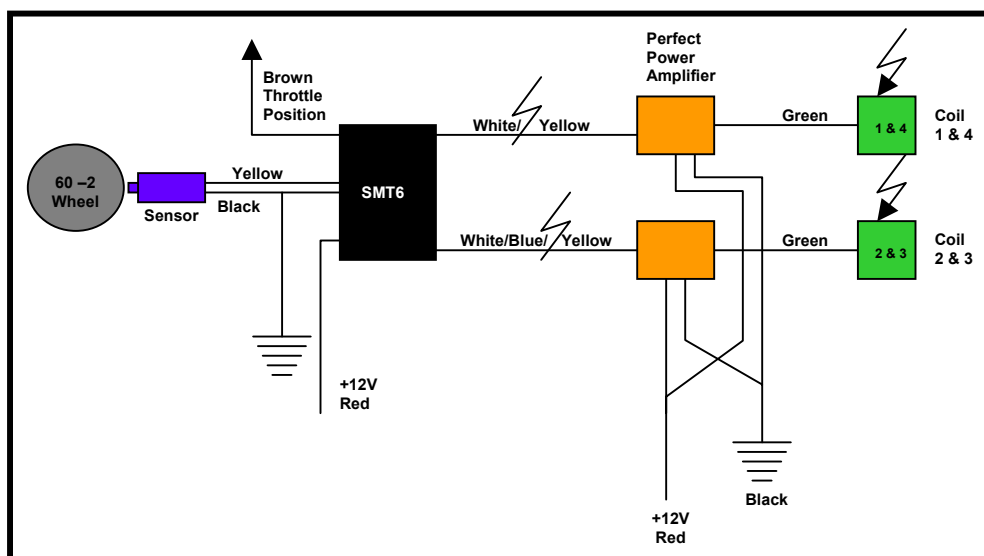 Perfect
Power
Amplifier
Brown
Throttle
Position
White/ Yellow
Green
1 & 4
Coil
1 & 4
60 –2
Wheel
Yellow
Black
Sensor
SMT6
White/Blue/ Yellow
Green
2 & 3
Coil
2 & 3
+12V
Red
Black
+12V
Red